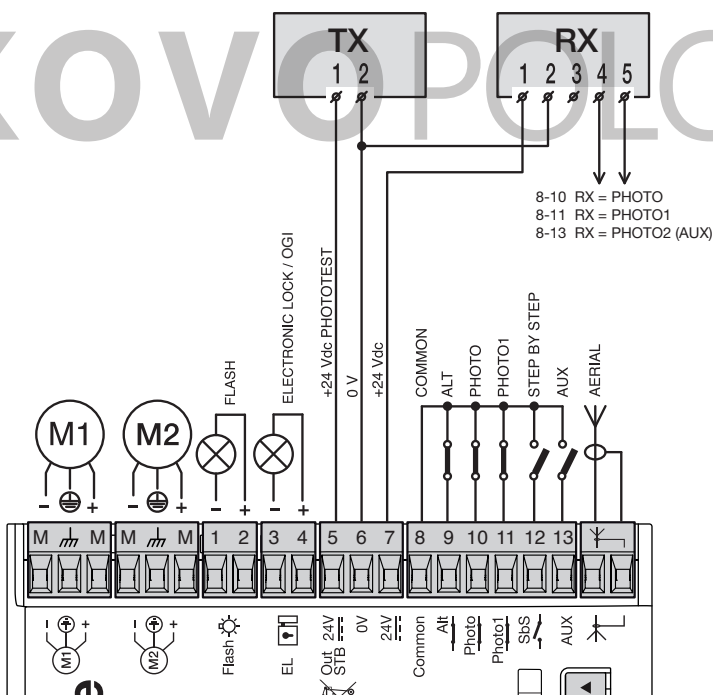 XOVOPOLO
TX
RX
1 2
1 2 3 4 5
8-10 RX = PHOTO
8-11 RX = PHOTO1
8-13 RX = PHOTO2 (AUX)
FLASH
ELECTRONIC LOCK / OGI
+24 Vdc PHOTOTEST
0 V
+24 Vdc
COMMON
ALT
PHOTO
PHOTO1
STEP BY STEP
AUX
AERIAL
M1
M2
- +
- +
- +
- +
M M M M 1 2 3 4 5 6 7 8 9 10 11 12 13
- +
M1
- +
M2
Flash
EL
Out
STB
24V
0V
24V
Common
Alt
Photo
Photo1
SbS
AUX
e